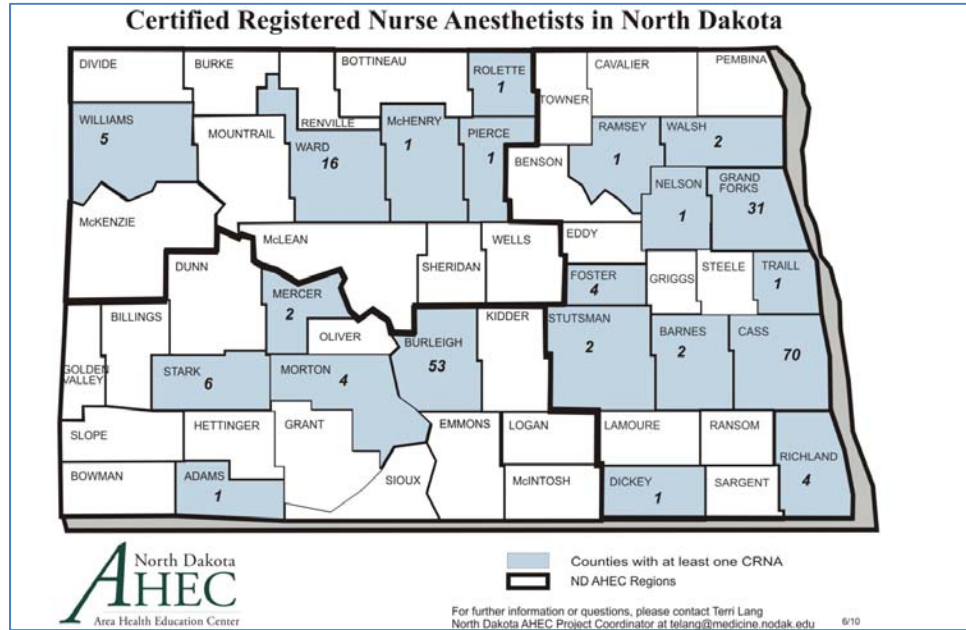 Certified Registered Nurse Anesthetists in North Dakota
DIVIDE
BURKE
BOTTINEAU
ROLETTE
1
CAVALIER
PEMBINA
TOWNER
WILLIAMS
5
MOUNTRAIL
RENVILLE
WARD
16
McHENRY
1
PIERCE
1
BENSON
RAMSEY
1
WALSH
2
NELSON
1
GRAND
FORKS
31
McKENZIE
McLEAN
SHERIDAN
WELLS
EDDY
DUNN
MERCER
2
FOSTER
4
GRIGGS
STEELE
TRAILL
1
BILLINGS
OLIVER
KIDDER
STUTSMAN
2
BARNES
2
CASS
70
GOLDEN
VALLEY
STARK
6
MORTON
4
BURLEIGH
53
SLOPE
HETTINGER
GRANT
EMMONS
LOGAN
LAMOURE
RANSOM
RICHLAND
4
BOWMAN
ADAMS
1
SIOUX
McINTOSH
DICKEY
1
SARGENT
North Dakota
AHEC
Area Health Education Center
Counties with at least one CRNA
ND AHEC Regions
For further information or questions, please contact Terri Lang
North Dakota AHEC Project Coordinator at telang@medicine.nodak.edu
6/10